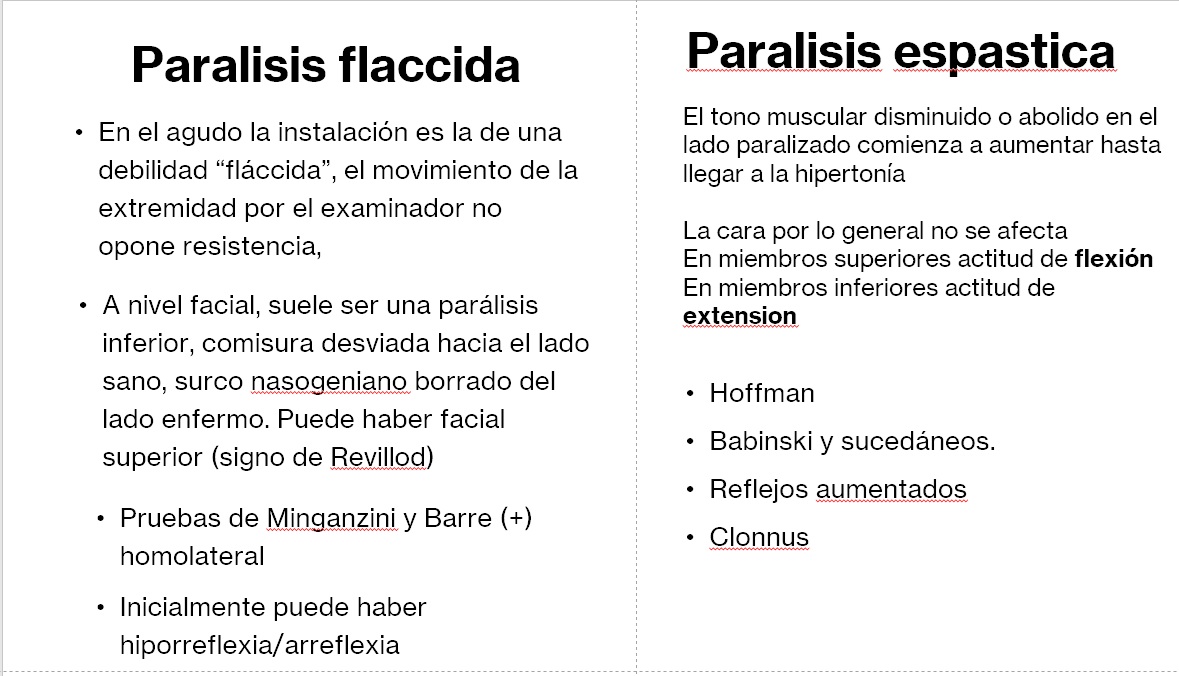 Paralisis flaccida
• En el agudo la instalación es la de una
debilidad “fláccida”, el movimiento de la
extremidad por el examinador no
opone resistencia,
• A nivel facial, suele ser una parálisis
inferior, comisura desviada hacia el lado
sano, surco nasogeniano borrado del
lado enfermo. Puede haber facial
superior (signo de Revillod)
• Pruebas de Minganzini y Barre (+)
homolateral
• Inicialmente puede haber
hiporreflexia/arreflexia
Paralisis espastica
El tono muscular disminuido o abolido en el
lado paralizado comienza a aumentar hasta
llegar a la hipertonía
La cara por lo general no se afecta
En miembros superiores actitud de flexión
En miembros inferiores actitud de
extension
• Hoffman
• Babinski y sucedáneos.
• Reflejos aumentados
• Clonnus